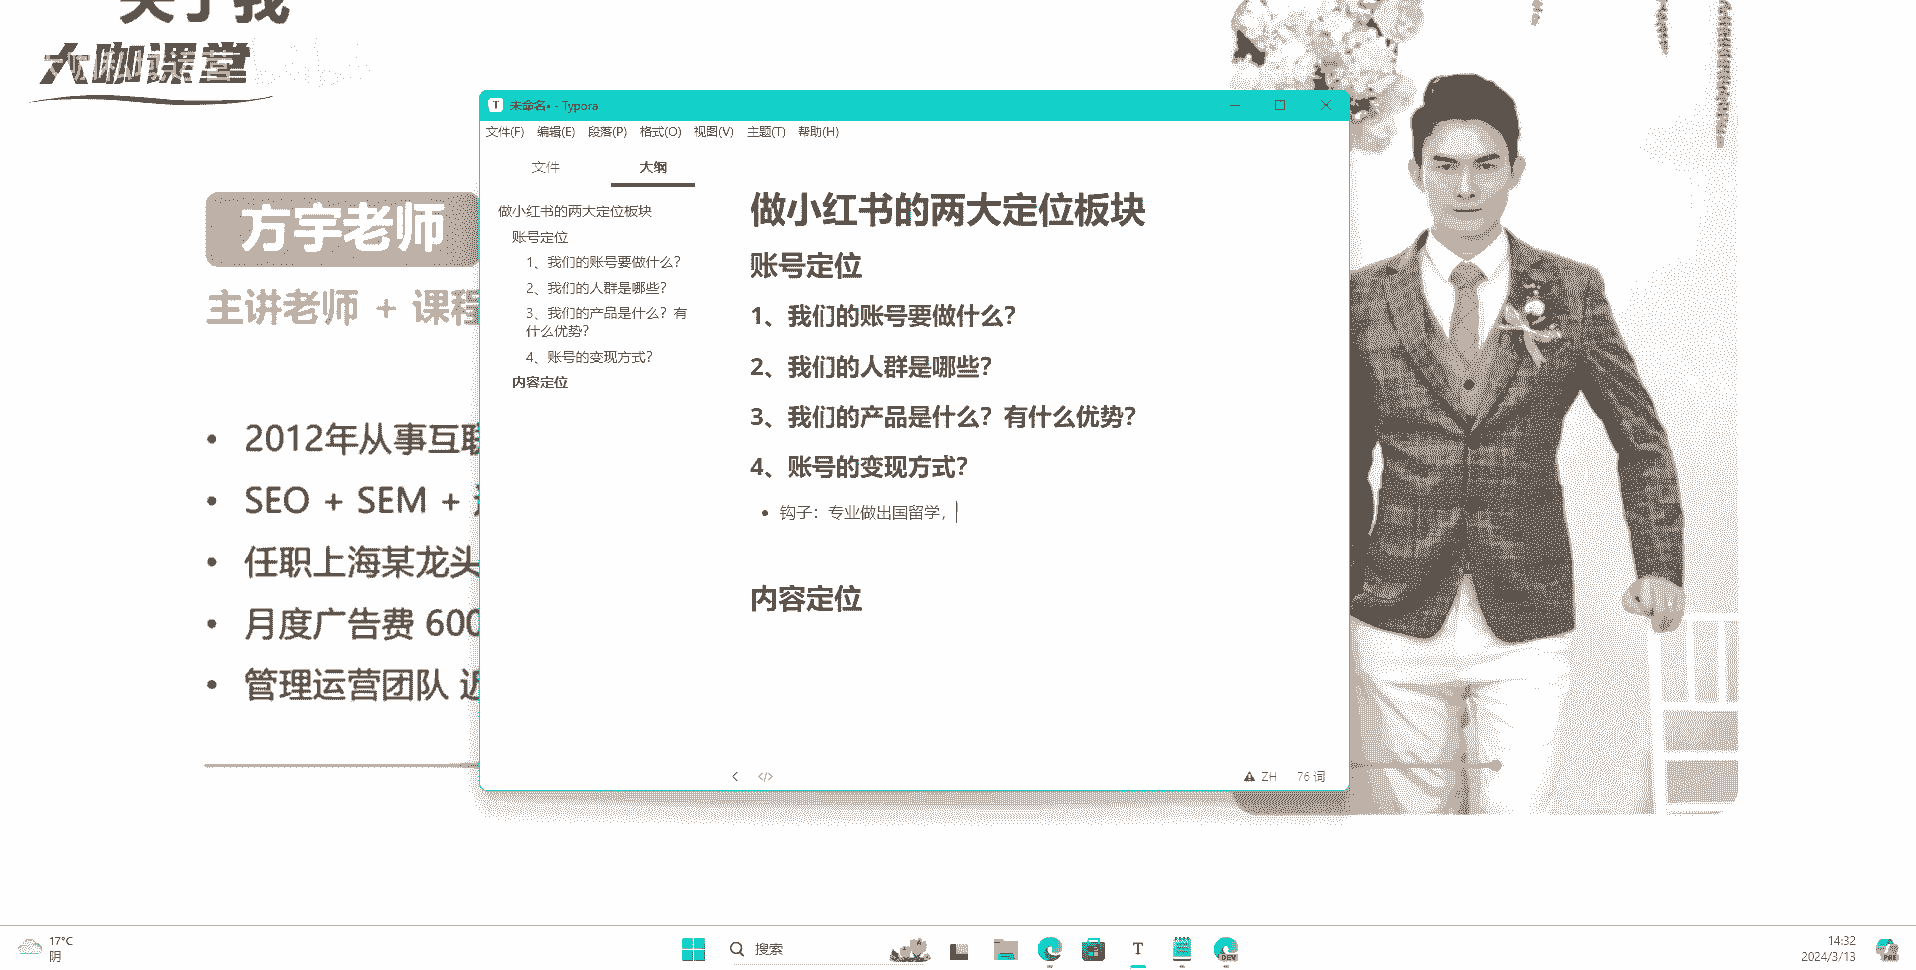 关于我
大咖课堂
方宇老师
主讲老师 + 课程
2012年从事互联
SEO + SEM +
任职上海某龙头
月度广告费 600
管理运营团队 近
未命名• - Typora
文件(F) 编辑(E) 段落(P) 格式(O) 视图(V) 主题(T) 帮助(H)
文件 大纲
做小红书的两大定位板块
账号定位
1、我们的账号要做什么？
2、我们的人群是哪些？
3、我们的产品是什么？有
什么优势？
4、账号的变现方式？
内容定位
做小红书的两大定位板块
账号定位
1、我们的账号要做什么？
2、我们的人群是哪些？
3、我们的产品是什么？有什么优势？
4、账号的变现方式？
钩子：专业做出国留学，
内容定位
ZH 76 词
17°C
阴
搜索
T
DEV
14:32
2024/3/13
PRE